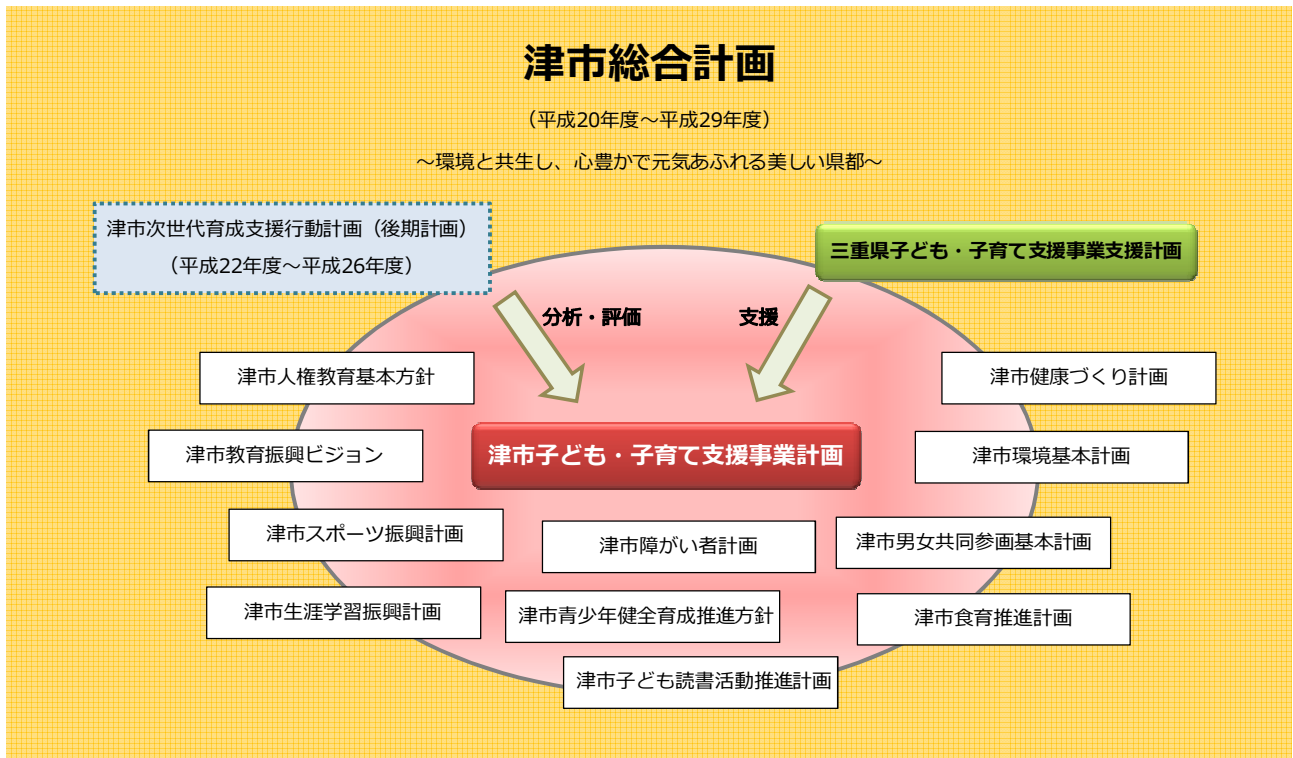 津市総合計画
（平成20年度～平成29年度）
～環境と共生し、心豊かで元気あふれる美しい県都～
津市次世代育成支援行動計画（後期計画）
（平成22年度～平成26年度）
三重県子ども・子育て支援事業支援計画
分析・評価
支援
津市人権教育基本方針
津市健康づくり計画
津市教育振興ビジョン
津市子ども・子育て支援事業計画
津市環境基本計画
津市スポーツ振興計画
津市障がい者計画
津市男女共同参画基本計画
津市生涯学習振興計画
津市青少年健全育成推進方針
津市食育推進計画
津市子ども読書活動推進計画